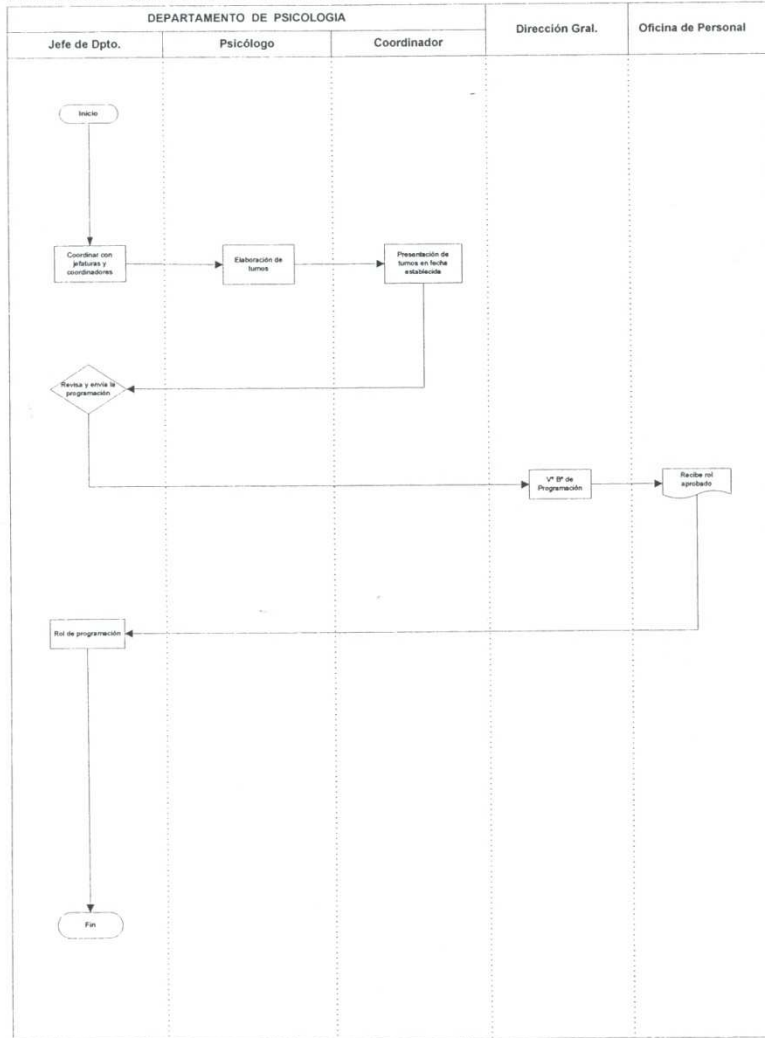 DEPARTAMENTO DE PSICOLOGIA
Dirección Gral.
Oficina de Personal
Jefe de Dpto.
Psicólogo
Coordinador
Inicio
Coordinar con
jefaturas y
coordinadores
Elaboración de
turnos
Presentación de
turnos en fecha
establecida
Revisa y envía la
programación
V° B° de
Programación
Recibe rol
aprobado
Rol de programación
Fin